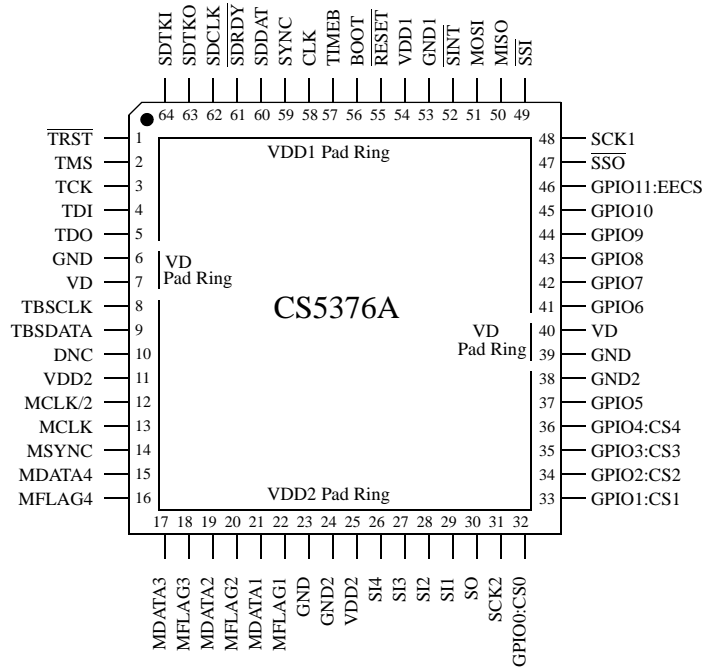 SDTKI
SDTKO
SDCLK
SDRDY
SDDAT
SYNC
CLK
TIMEB
BOOT
RESET
VDD1
GND1
SINT
MOSI
MISO
SSI
64 63 62 61 60 59 58 57 56 55 54 53 52 51 50 49
TRST 1
TMS 2
TCK 3
TDI 4
TDO 5
GND 6
VD 7
TBSCLK 8
TBSDATA 9
DNC 10
VDD2 11
MCLK/2 12
MCLK 13
MSYNC 14
MDATA4 15
MFLAG4 16
VDD1 Pad Ring
VD
Pad Ring
CS5376A
VD
Pad Ring
VDD2 Pad Ring
48 SCK1
47 SSO
46 GPIO11:EECS
45 GPIO10
44 GPIO9
43 GPIO8
42 GPIO7
41 GPIO6
40 VD
39 GND
38 GND2
37 GPIO5
36 GPIO4:CS4
35 GPIO3:CS3
34 GPIO2:CS2
33 GPIO1:CS1
17 18 19 20 21 22 23 24 25 26 27 28 29 30 31 32
MDATA3
MFLAG3
MDATA2
MFLAG2
MDATA1
MFLAG1
GND
GND2
VDD2
SI4
SI3
SI2
SI1
SO
SCK2
GPIO0:CS0